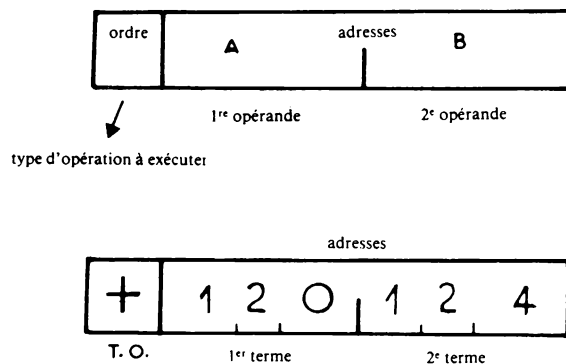 ordre adresses
A B
1re opérande 2e opérande
type d'opération à exécuter
adresses
+ 1 2 0 1 2 4
T. O. 1er terme 2e terme